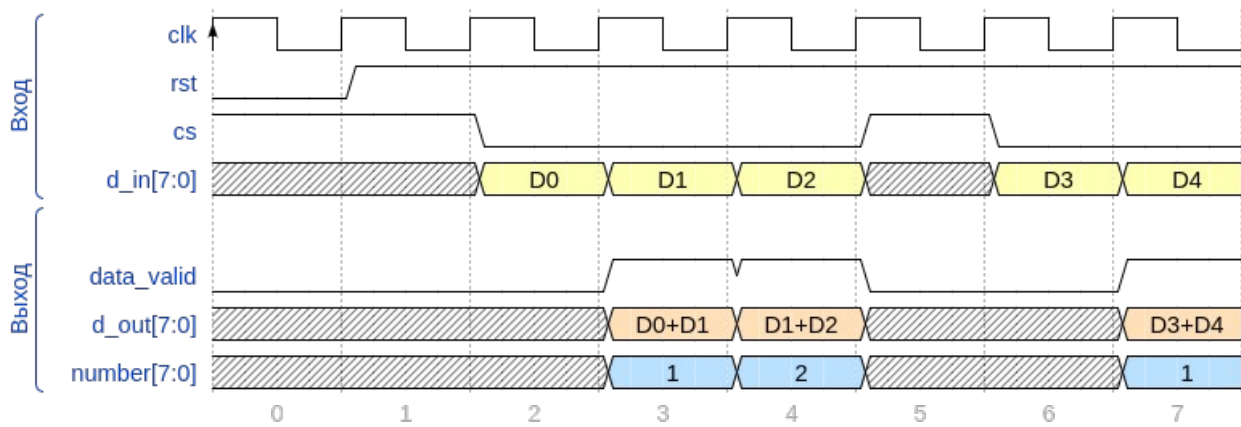 Вход
clk
rst
cs
d_in[7:0] D0 D1 D2 D3 D4
Выход
data_valid
d_out[7:0] D0+D1 D1+D2 D3+D4
number[7:0] 1 2 1
0 1 2 3 4 5 6 7